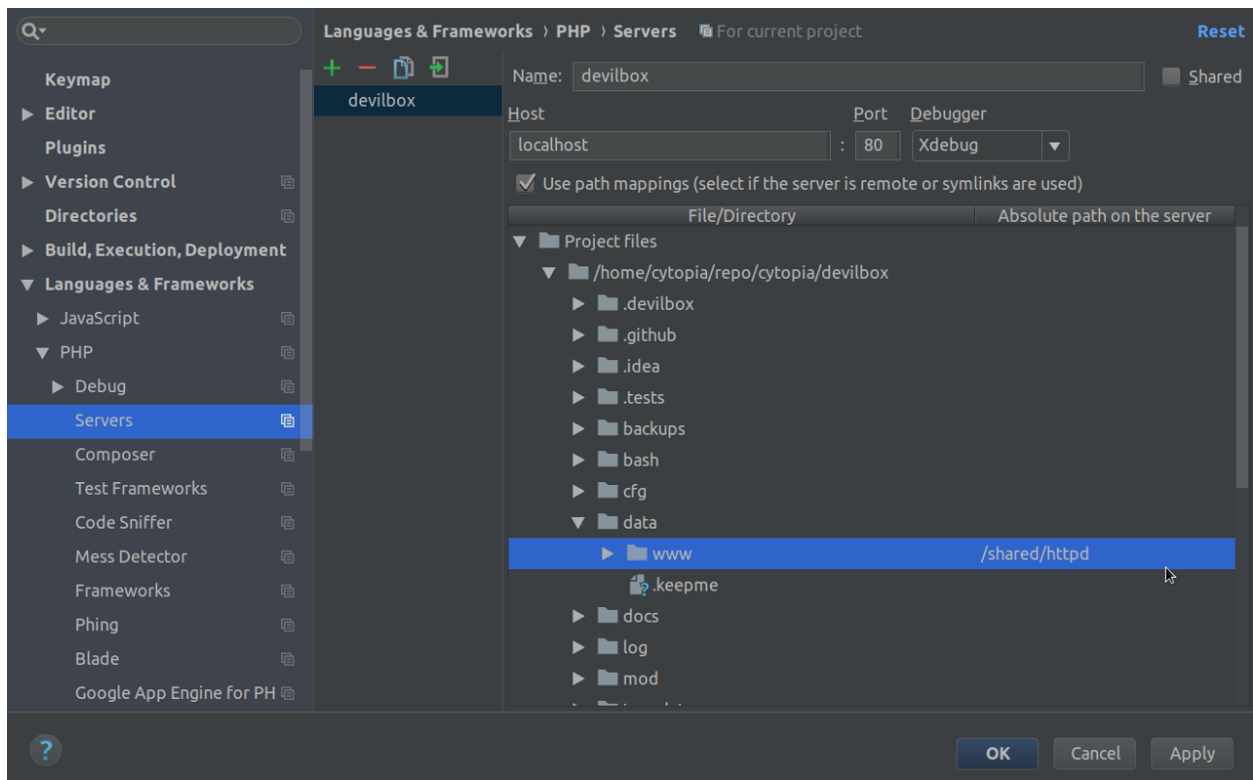 Languages & Frameworks › PHP › Servers For current project Reset
Keymap
Editor
Plugins
Version Control
Directories
Build, Execution, Deployment
Languages & Frameworks
JavaScript
PHP
Debug
Servers
Composer
Test Frameworks
Code Sniffer
Mess Detector
Frameworks
Phing
Blade
Google App Engine for PH
devilbox
Name: devilbox Shared
Host Port Debugger
localhost : 80 Xdebug
Use path mappings (select if the server is remote or symlinks are used)
File/Directory Absolute path on the server
Project files
/home/cytopia/repo/cytopia/devilbox
.devilbox
.github
.idea
.tests
backups
bash
cfg
data
www /shared/httpd
.keepme
docs
log
mod
? OK Cancel Apply